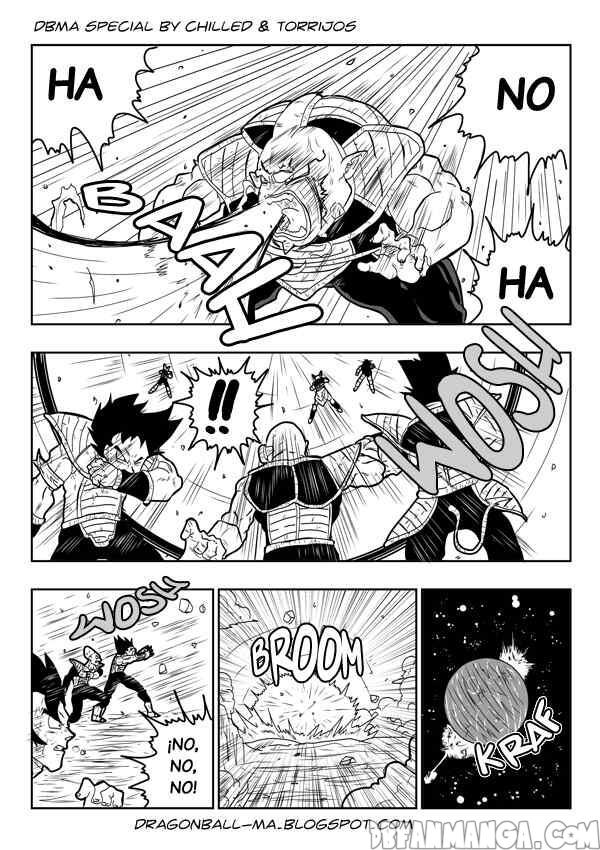 DBMA SPECIAL BY CHILLED & TORRIJOS
HA
NO
BAAAH
HA
!!
WOSH
WOSH
¡NO,
NO,
NO!
BROOM
KRAF
DRAGONBALL-MA.BLOGSPOT.COM
DBFANMANGA.COM